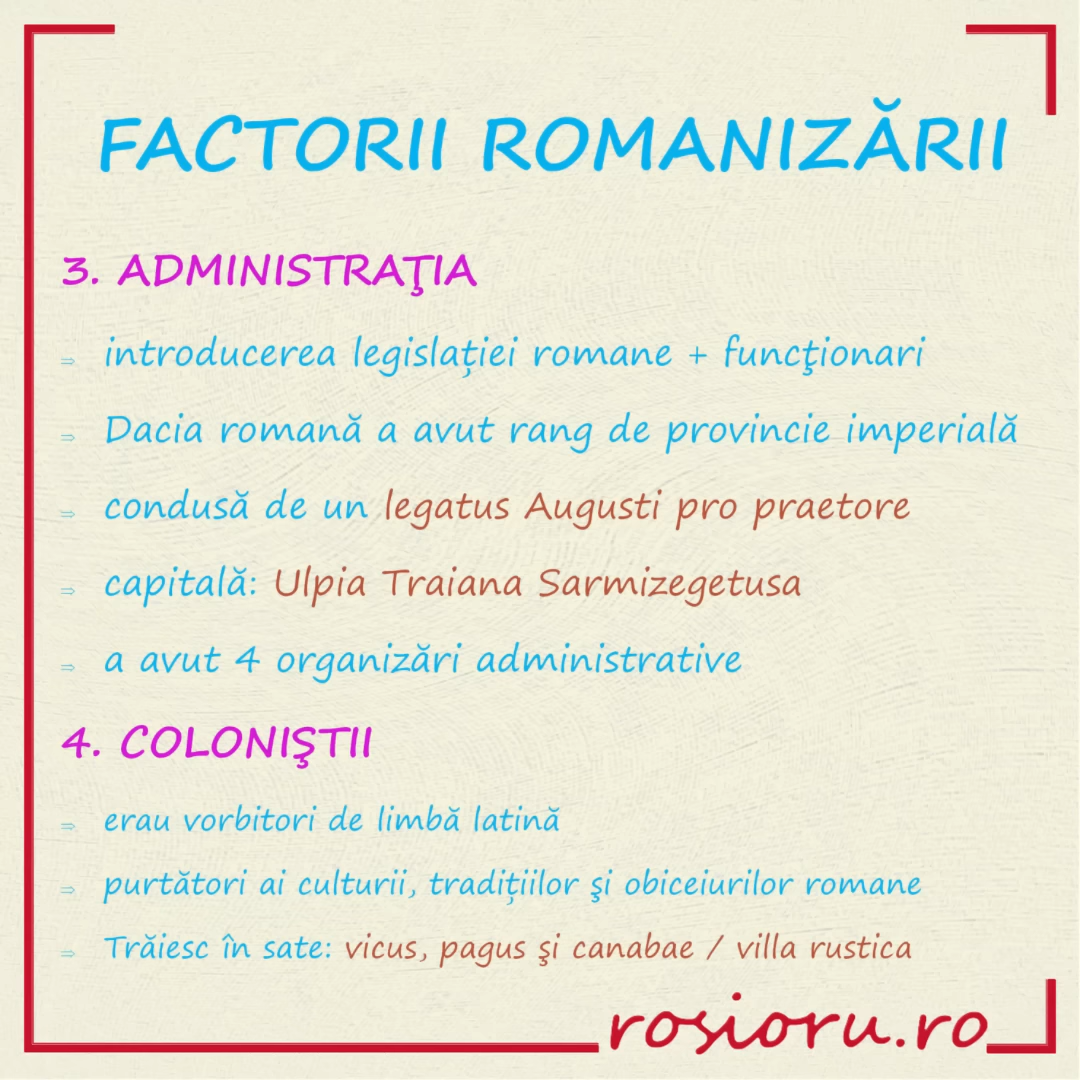 FACTORII ROMANIZĂRII
3. ADMINISTRAŢIA
⇒ introducerea legislației romane + funcţionari
⇒ Dacia romană a avut rang de provincie imperială
⇒ condusă de un legatus Augusti pro praetore
⇒ capitală: Ulpia Traiana Sarmizegetusa
⇒ a avut 4 organizări administrative
4. COLONIŞTII
⇒ erau vorbitori de limbă latină
⇒ purtători ai culturii, tradițiilor şi obiceiurilor romane
⇒ Trăiesc în sate: vicus, pagus şi canabae / villa rustica
rosioru.ro